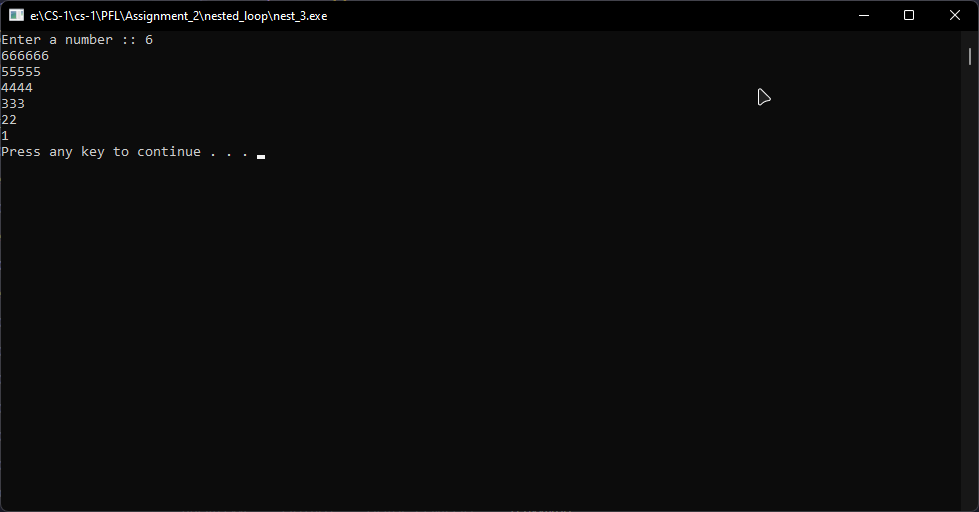 e:\CS-1\cs-1\PFL\Assignment_2\nested_loop\nest_3.exe
Enter a number :: 6
666666
55555
4444
333
22
1
Press any key to continue . . .